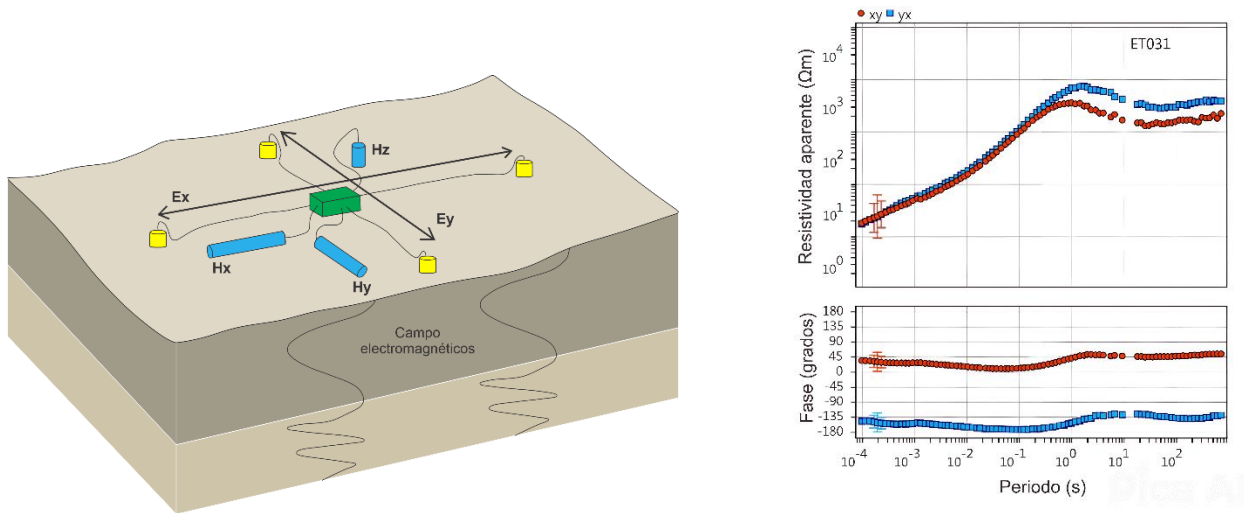 Hz
Ex
Ey
Hx
Hy
Campo
electromagnéticos
xy yx
ET031
Resistividad aparente (Ωm)
10^4
10^3
10^2
10^1
10^0
Fase (grados)
180
135
90
45
0
-45
-90
-135
-180
10^-4 10^-3 10^-2 10^-1 10^0 10^1 10^2
Periodo (s)